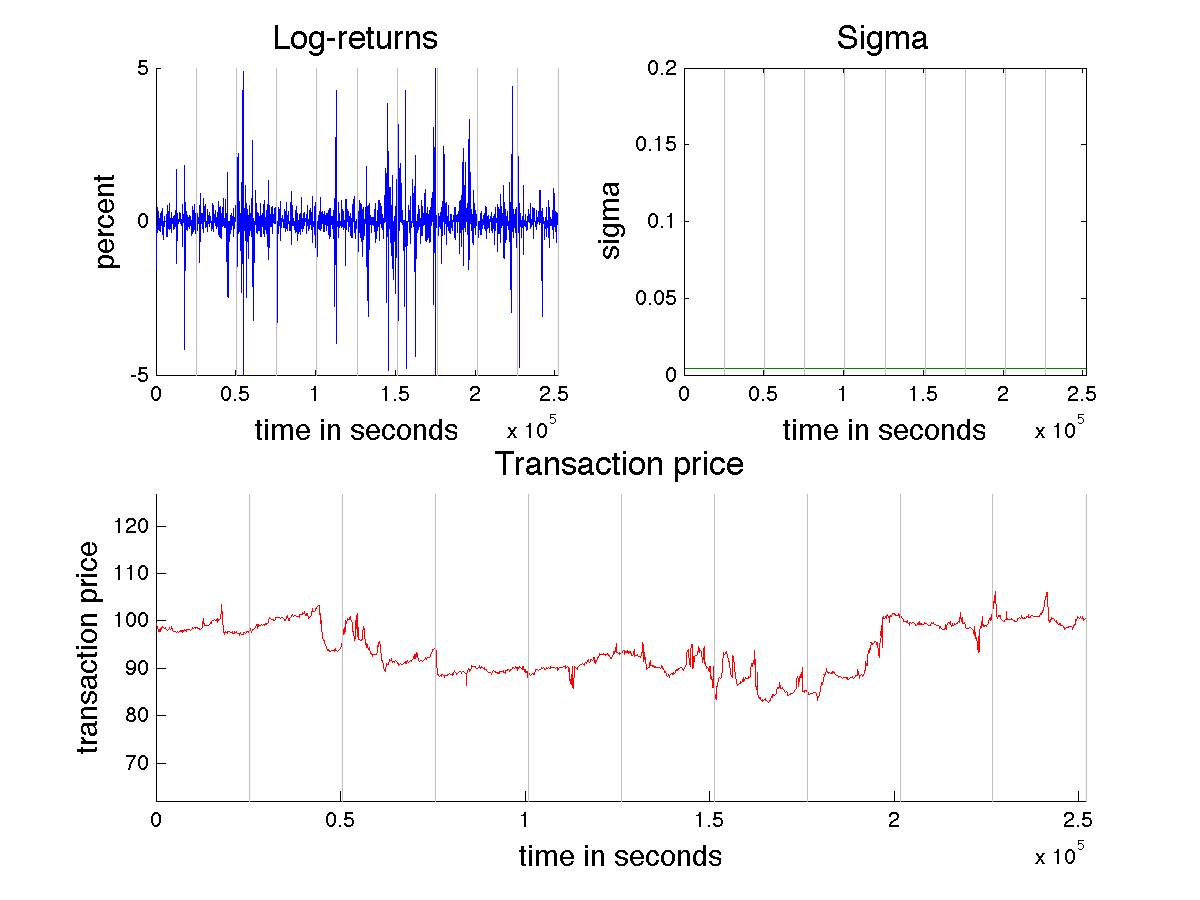 Log-returns
percent
5
0
-5
0 0.5 1 1.5 2 2.5
x 10^5
time in seconds
Sigma
sigma
0.2
0.15
0.1
0.05
0
0 0.5 1 1.5 2 2.5
x 10^5
time in seconds
Transaction price
transaction price
120
110
100
90
80
70
0 0.5 1 1.5 2 2.5
x 10^5
time in seconds